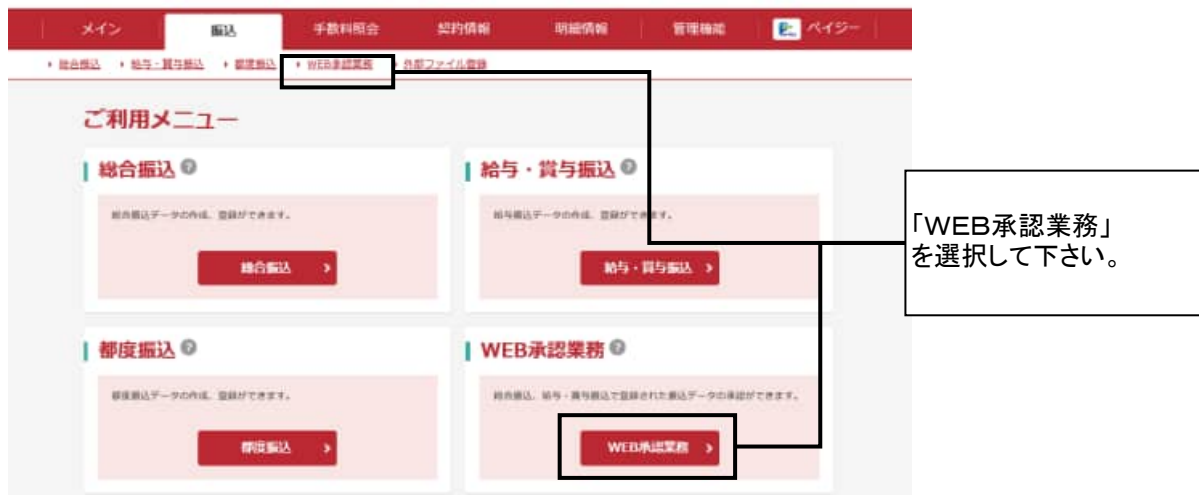 メイン 振込 手数料照会 契約情報 明細情報 管理機能 ペイジー
総合振込 給与・賞与振込 都度振込 WEB承認業務 外部ファイル登録
ご利用メニュー
総合振込
総合振込データの作成、登録ができます。
総合振込
給与・賞与振込
給与振込データの作成、登録ができます。
給与・賞与振込
「WEB承認業務」
を選択して下さい。
都度振込
都度振込データの作成、登録ができます。
都度振込
WEB承認業務
総合振込、給与・賞与振込で登録された振込データの承認ができます。
WEB承認業務